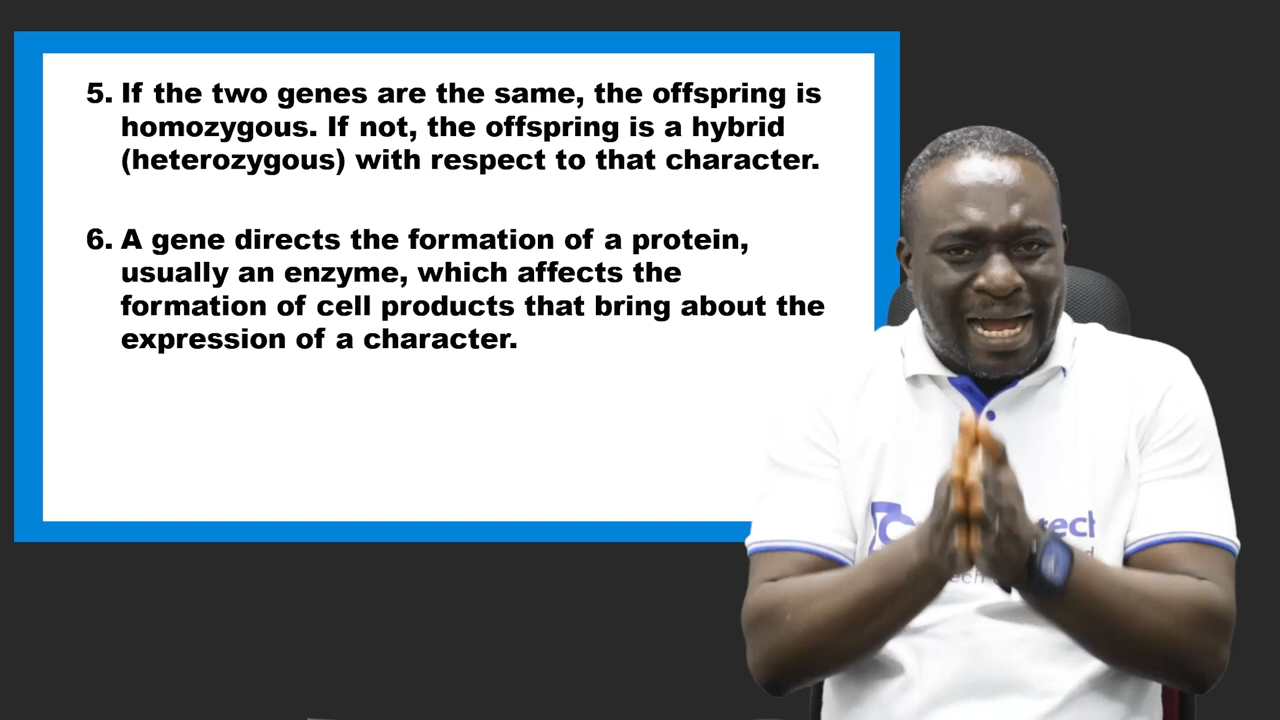 5. If the two genes are the same, the offspring is
homozygous. If not, the offspring is a hybrid
(heterozygous) with respect to that character.
6. A gene directs the formation of a protein,
usually an enzyme, which affects the
formation of cell products that bring about the
expression of a character.
tech